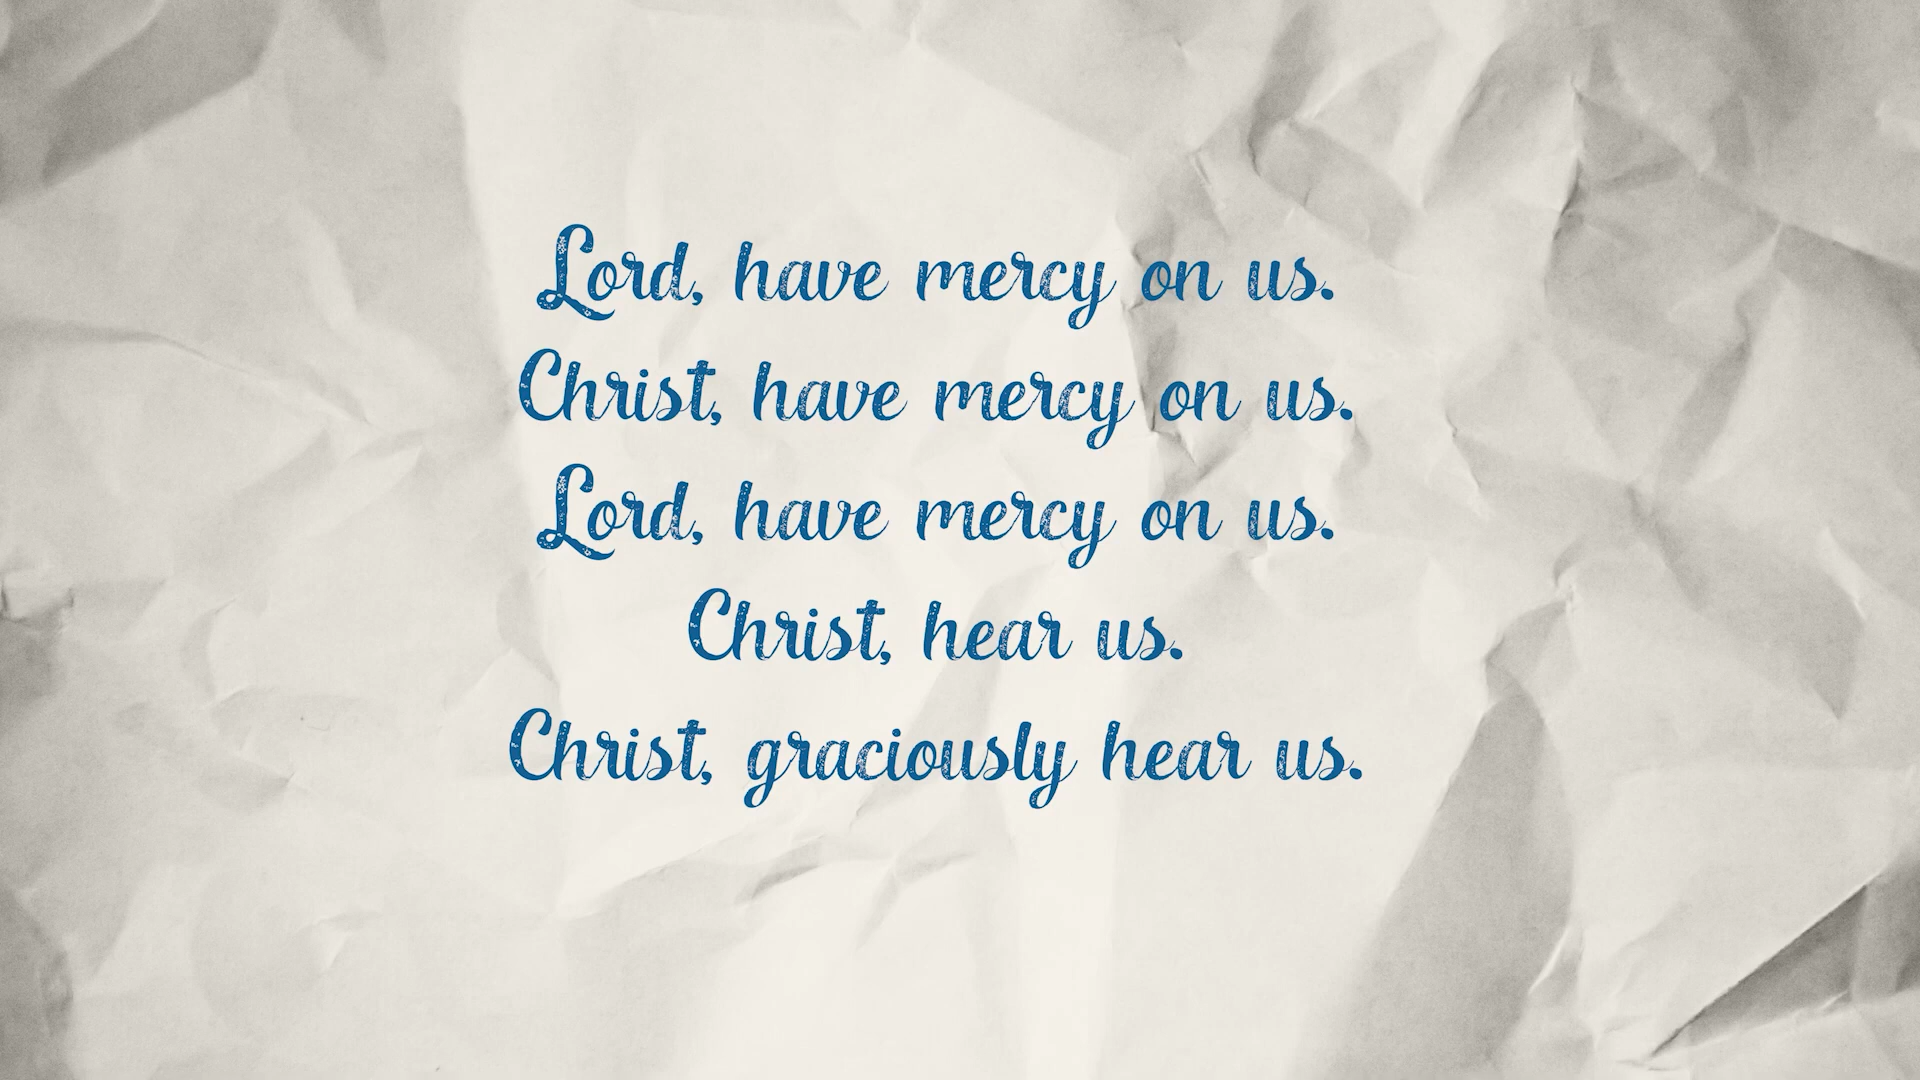 Lord, have mercy on us.
Christ, have mercy on us.
Lord, have mercy on us.
Christ, hear us.
Christ, graciously hear us.